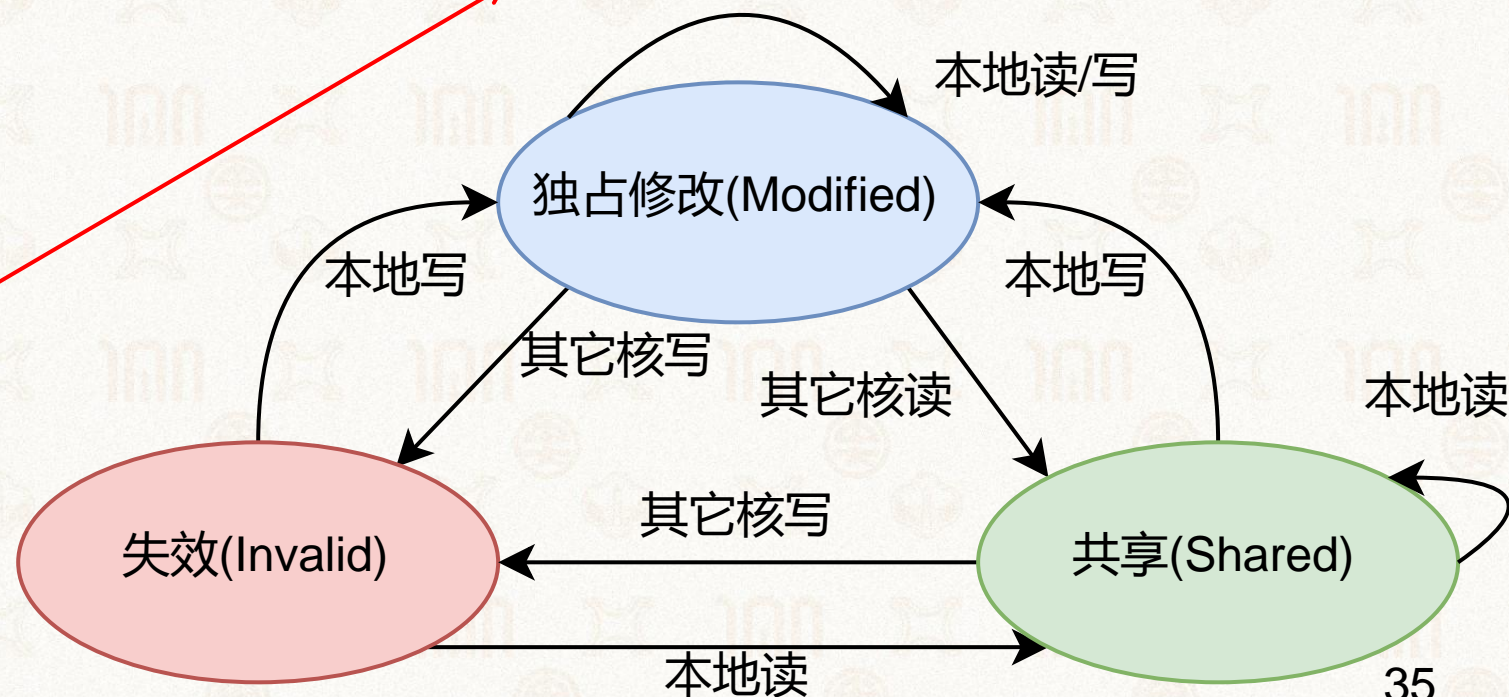 本地读/写
独占修改(Modified)
本地写
本地写
其它核写
其它核读
本地读
其它核写
失效(Invalid)
共享(Shared)
本地读
35